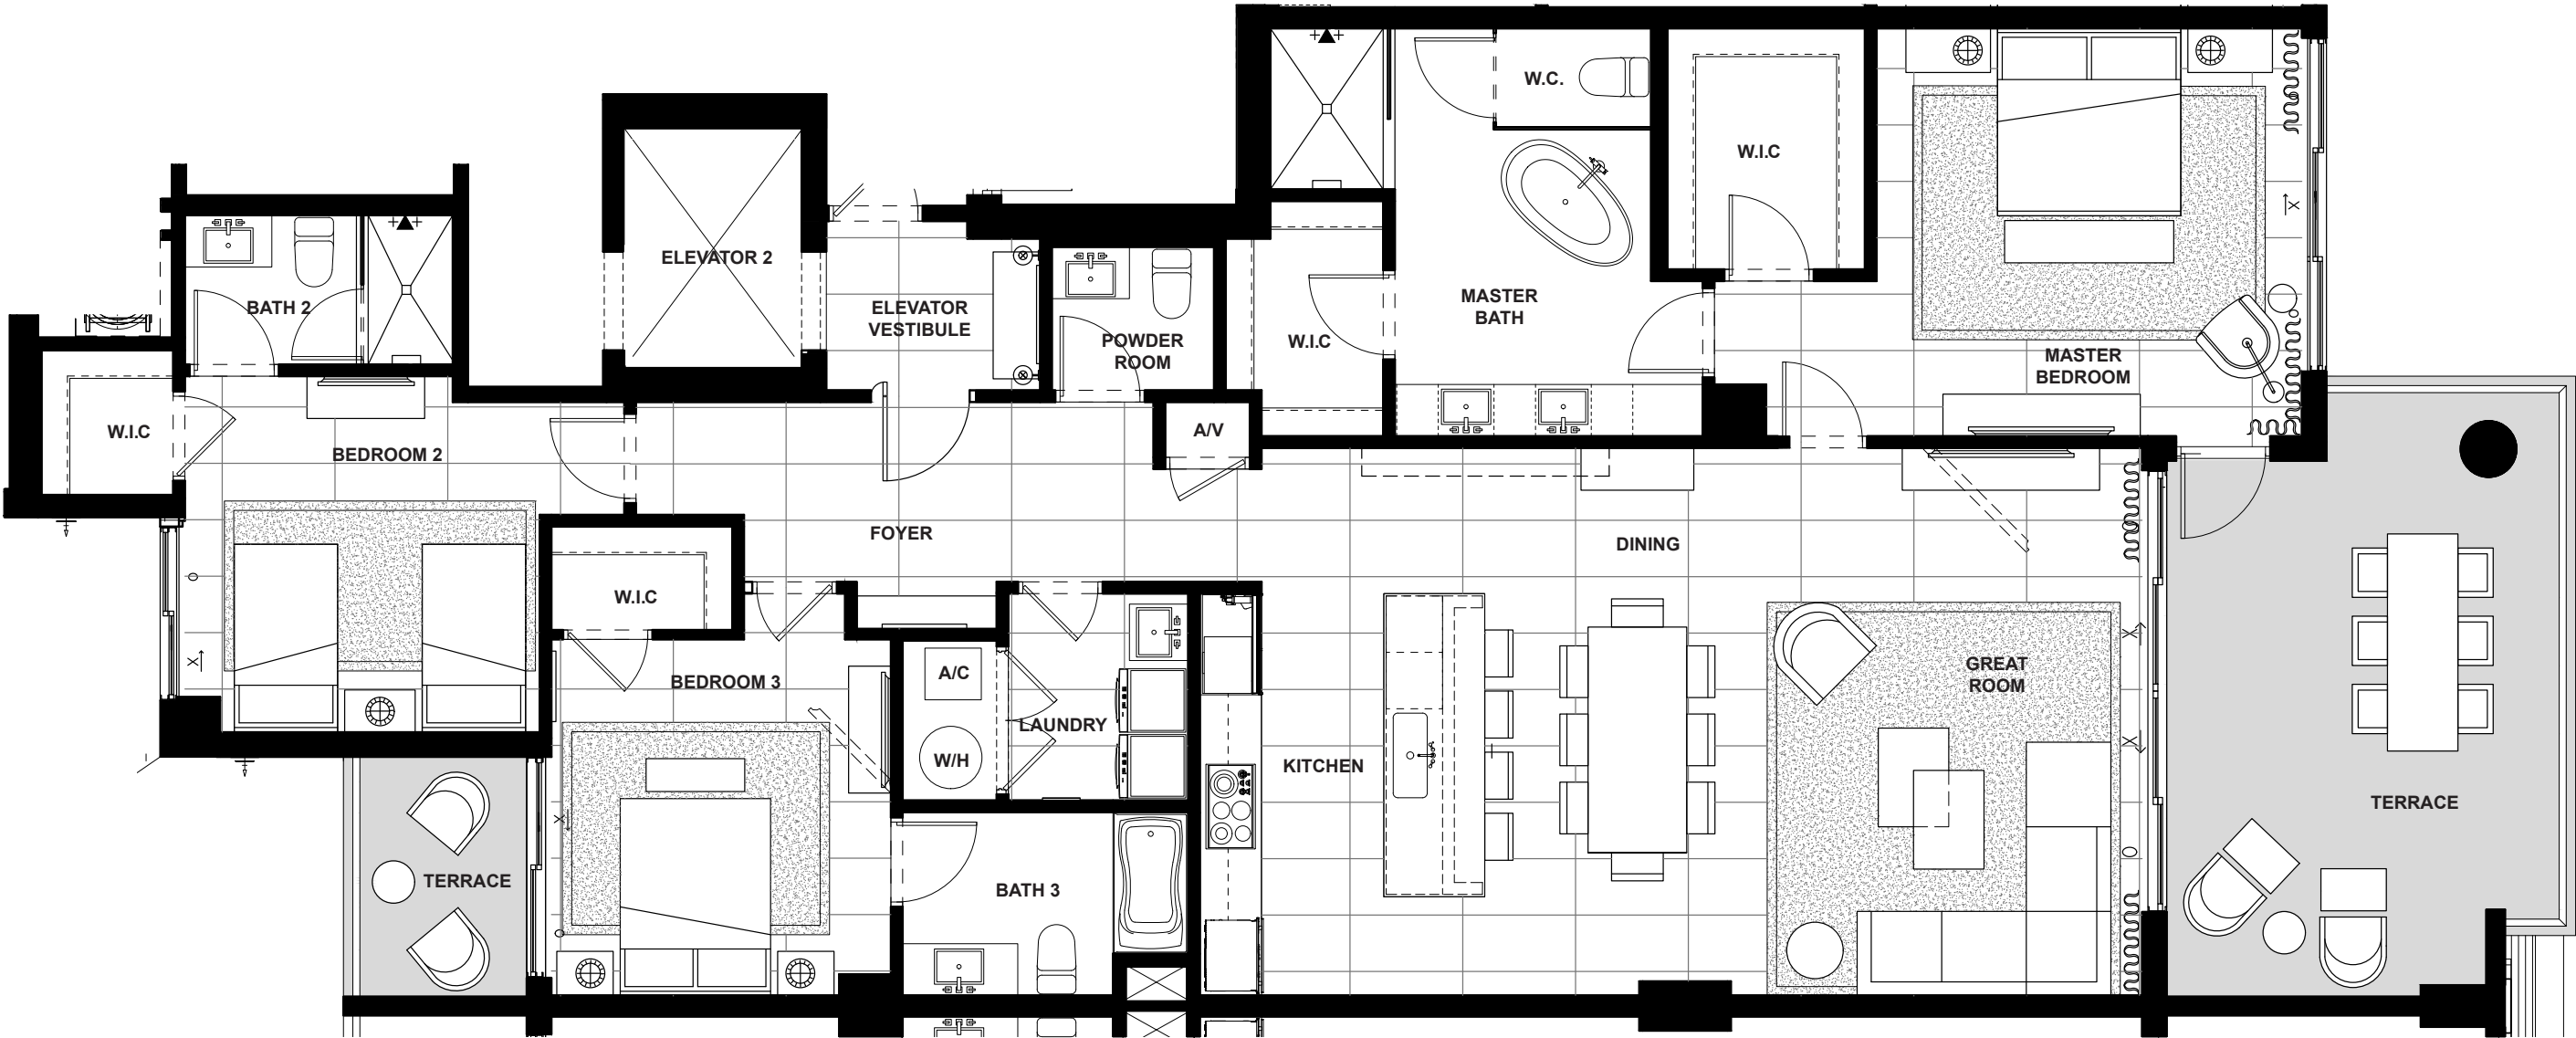 W.C.
W.I.C
ELEVATOR 2
BATH 2
ELEVATOR
VESTIBULE
MASTER
BATH
POWDER
ROOM
W.I.C
MASTER
BEDROOM
W.I.C
A/V
BEDROOM 2
FOYER
DINING
W.I.C
A/C
BEDROOM 3
GREAT
ROOM
LAUNDRY
W/H
KITCHEN
TERRACE
TERRACE
BATH 3
X
O
X
X
O
X
X
O